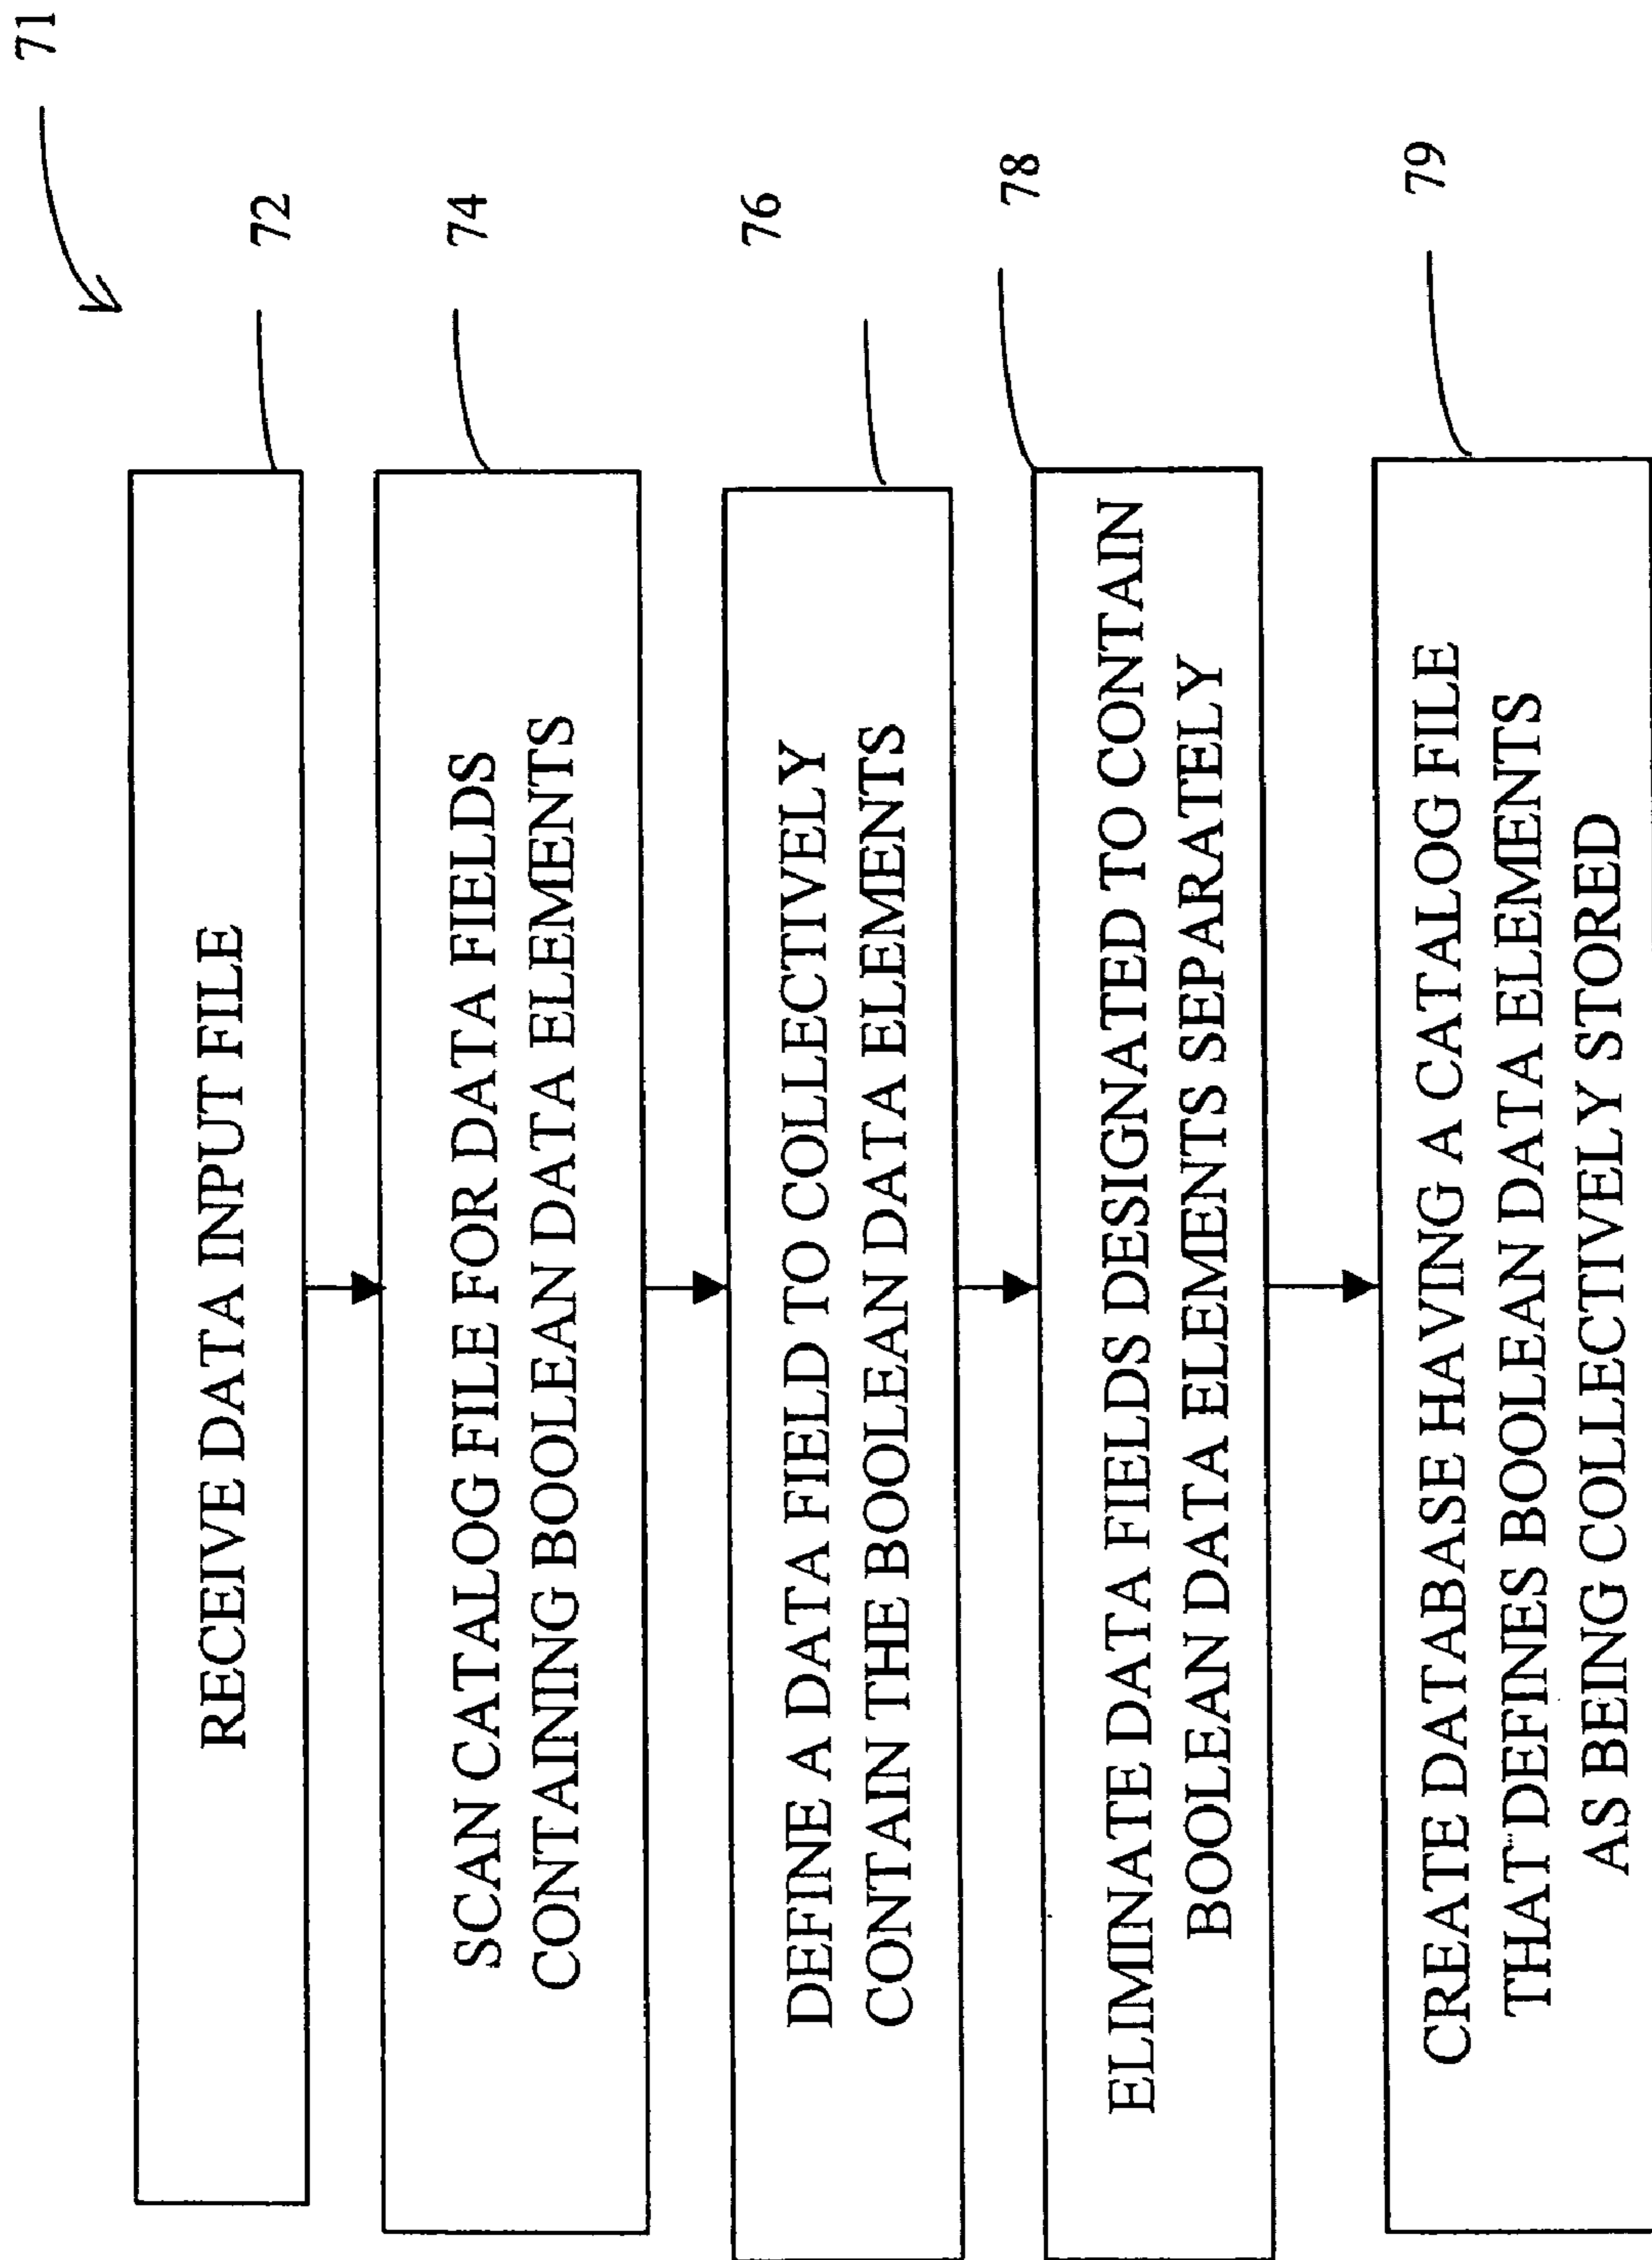 71
72
RECEIVE DATA INPUT FILE
74
SCAN CATALOG FILE FOR DATA FIELDS
CONTAINING BOOLEAN DATA ELEMENTS
76
DEFINE A DATA FIELD TO COLLECTIVELY
CONTAIN THE BOOLEAN DATA ELEMENTS
78
ELIMINATE DATA FIELDS DESIGNATED TO CONTAIN
BOOLEAN DATA ELEMENTS SEPARATELY
79
CREATE DATABASE HAVING A CATALOG FILE
THAT DEFINES BOOLEAN DATA ELEMENTS
AS BEING COLLECTIVELY STORED